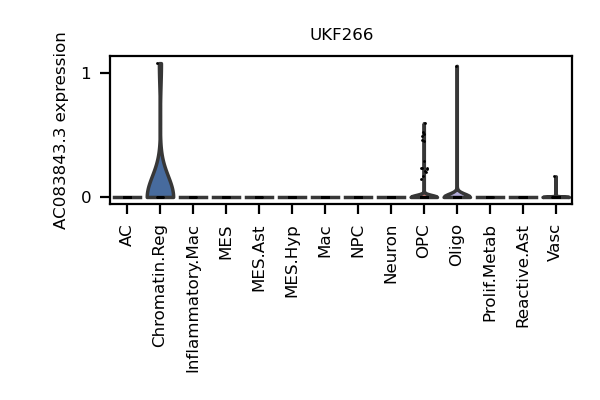 UKF266
AC083843.3 expression
1
0
AC
Chromatin.Reg
Inflammatory.Mac
MES
MES.Ast
MES.Hyp
Mac
NPC
Neuron
OPC
Oligo
Prolif.Metab
Reactive.Ast
Vasc